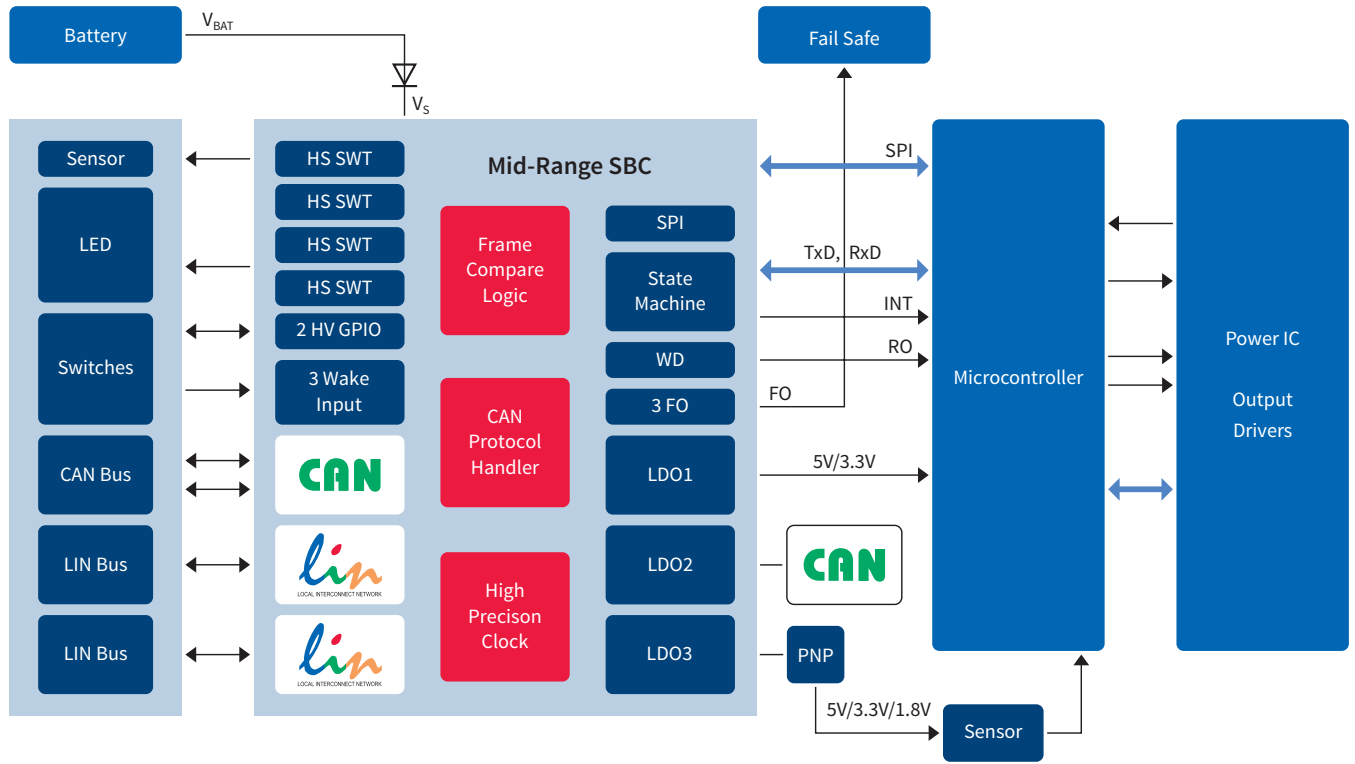 Battery
VBAT
VS
Fail Safe
Sensor
LED
Switches
CAN Bus
LIN Bus
LIN Bus
Mid-Range SBC
HS SWT
HS SWT
HS SWT
HS SWT
2 HV GPIO
3 Wake
Input
CAN
lin
LOCAL INTERCONNECT NETWORK
lin
LOCAL INTERCONNECT NETWORK
Frame
Compare
Logic
CAN
Protocol
Handler
High
Precison
Clock
SPI
State
Machine
WD
3 FO
LDO1
LDO2
LDO3
SPI
TxD, RxD
INT
RO
FO
5V/3.3V
CAN
PNP
5V/3.3V/1.8V
Sensor
Microcontroller
Power IC
Output
Drivers